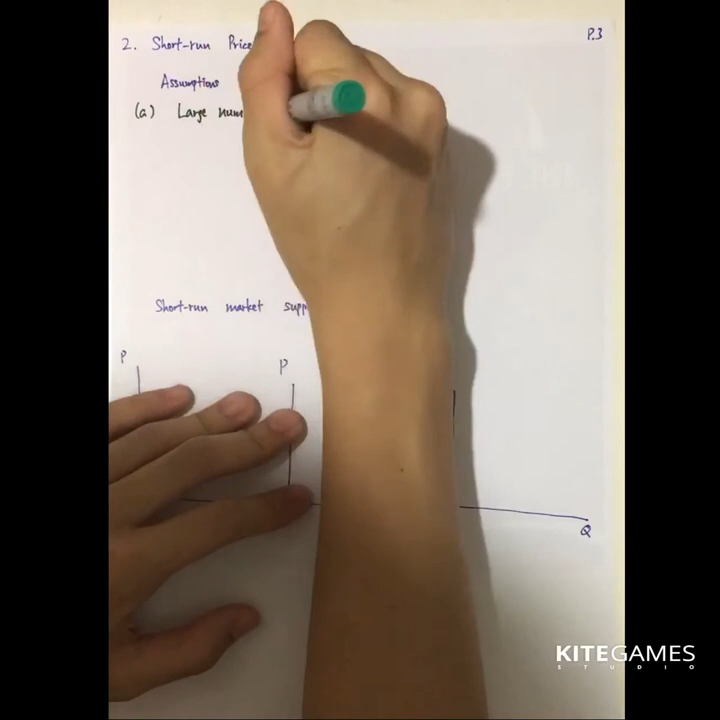 2. Short-run Price
P.3
Assumptions
(a) Large num
Short-run market supp
P
P
Q
KITEGAMES
STUDIO